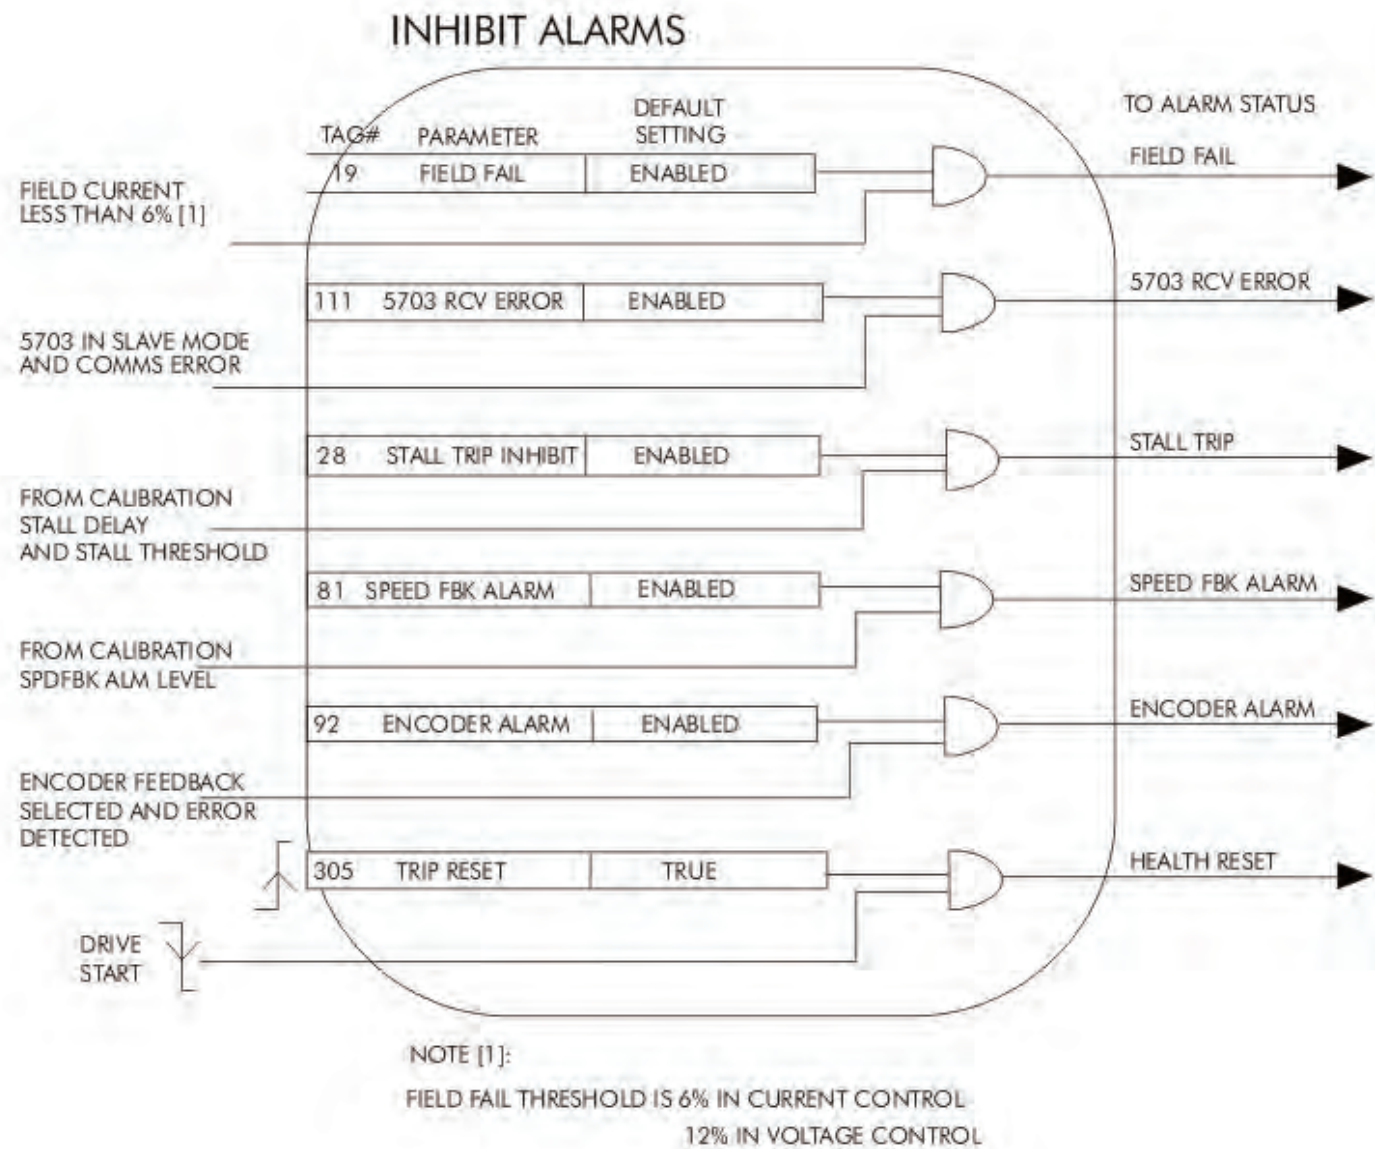 INHIBIT ALARMS
TAG# PARAMETER DEFAULT SETTING
TO ALARM STATUS
19 FIELD FAIL ENABLED
FIELD FAIL
FIELD CURRENT
LESS THAN 6% [1]
111 5703 RCV ERROR ENABLED
5703 RCV ERROR
5703 IN SLAVE MODE
AND COMMS ERROR
28 STALL TRIP INHIBIT ENABLED
STALL TRIP
FROM CALIBRATION
STALL DELAY
AND STALL THRESHOLD
81 SPEED FBK ALARM ENABLED
SPEED FBK ALARM
FROM CALIBRATION
SPDFBK ALM LEVEL
92 ENCODER ALARM ENABLED
ENCODER ALARM
ENCODER FEEDBACK
SELECTED AND ERROR
DETECTED
305 TRIP RESET TRUE
HEALTH RESET
DRIVE
START
NOTE [1]:
FIELD FAIL THRESHOLD IS 6% IN CURRENT CONTROL
12% IN VOLTAGE CONTROL